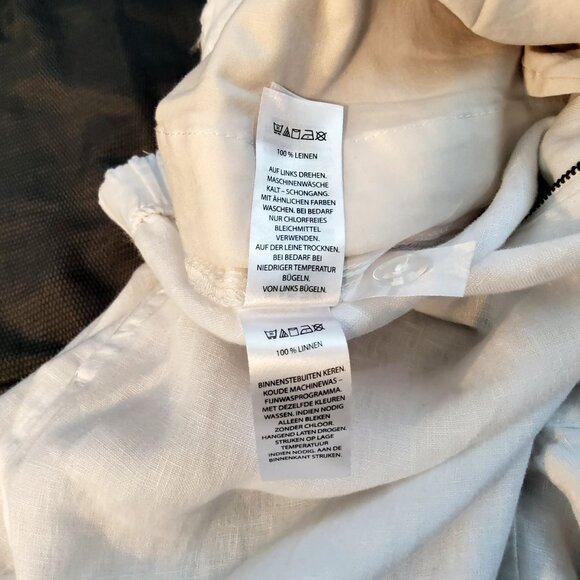 100 % LEINEN
AUF LINKS DREHEN.
MASCHINENWÄSCHE
KALT – SCHONGANG.
MIT ÄHNLICHEN FARBEN
WASCHEN. BEI BEDARF
NUR CHLORFREIES
BLEICHMITTEL
VERWENDEN.
AUF DER LEINE TROCKNEN.
BEI BEDARF BEI
NIEDRIGER TEMPERATUR
BÜGELN.
VON LINKS BÜGELN.
100 % LINNEN
BINNENSTEBUITEN KEREN.
KOUDE MACHINEWAS –
FIJNWASPROGRAMMA.
MET DEZELFDE KLEUREN
WASSEN. INDIEN NODIG
ALLEEN BLEKEN
ZONDER CHLOOR.
HANGEND LATEN DROGEN.
STRIJKEN OP LAGE
TEMPERATUUR
INDIEN NODIG. AAN DE
BINNENKANT STRIJKEN.